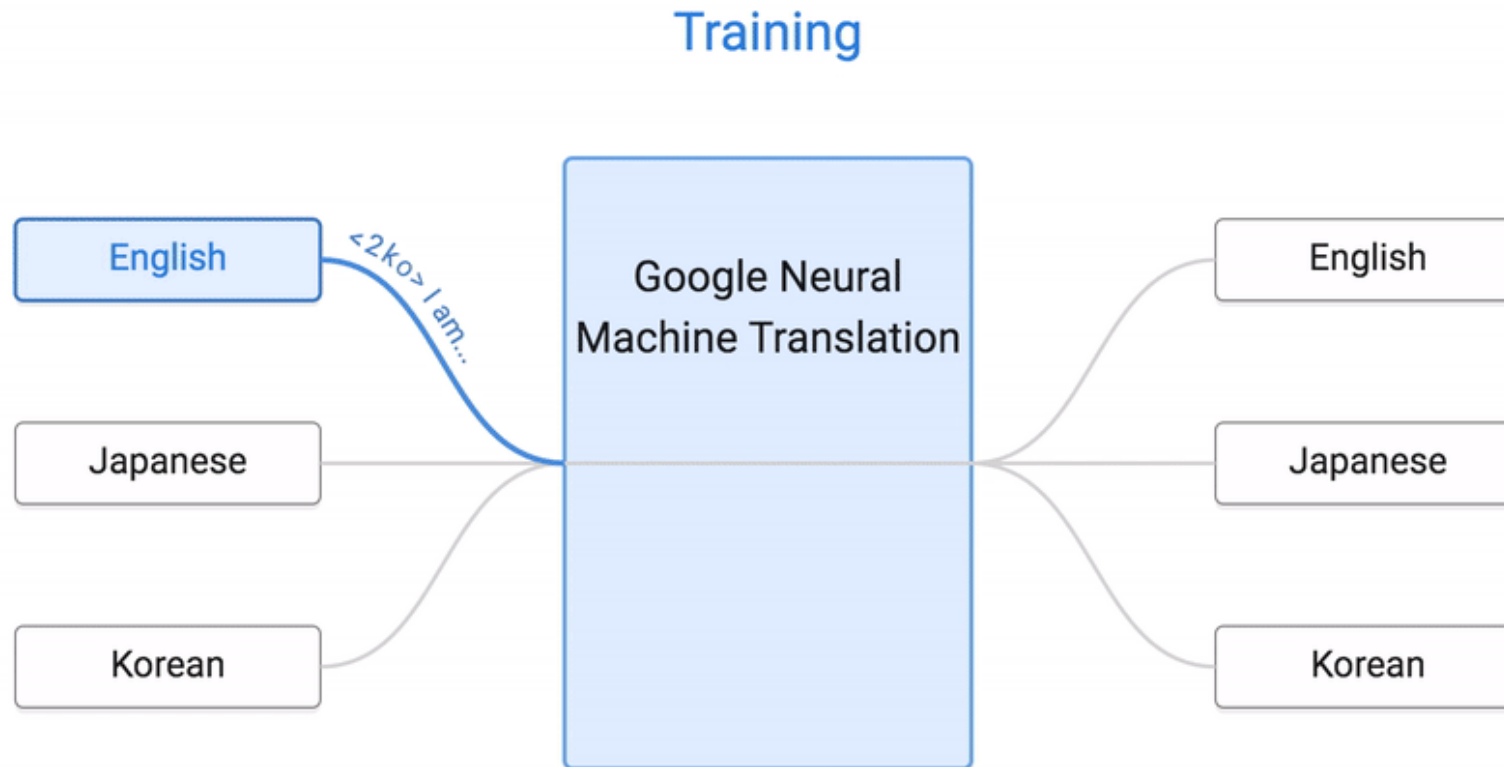 Training
English
<2ko> I am...
Japanese
Korean
Google Neural
Machine Translation
English
Japanese
Korean